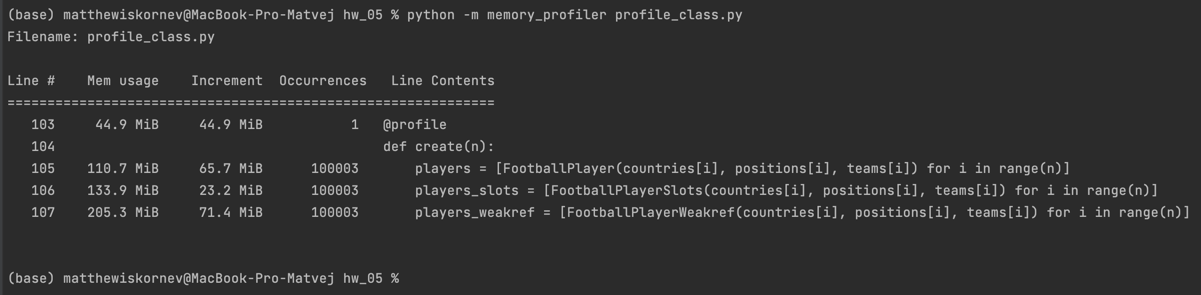 (base) matthewiskornev@MacBook-Pro-Matvej hw_05 % python -m memory_profiler profile_class.py
Filename: profile_class.py
Line #    Mem usage    Increment  Occurrences   Line Contents
=============================================================
   103     44.9 MiB     44.9 MiB           1   @profile
   104                                         def create(n):
   105    110.7 MiB     65.7 MiB      100003       players = [FootballPlayer(countries[i], positions[i], teams[i]) for i in range(n)]
   106    133.9 MiB     23.2 MiB      100003       players_slots = [FootballPlayerSlots(countries[i], positions[i], teams[i]) for i in range(n)]
   107    205.3 MiB     71.4 MiB      100003       players_weakref = [FootballPlayerWeakref(countries[i], positions[i], teams[i]) for i in range(n)]
(base) matthewiskornev@MacBook-Pro-Matvej hw_05 %